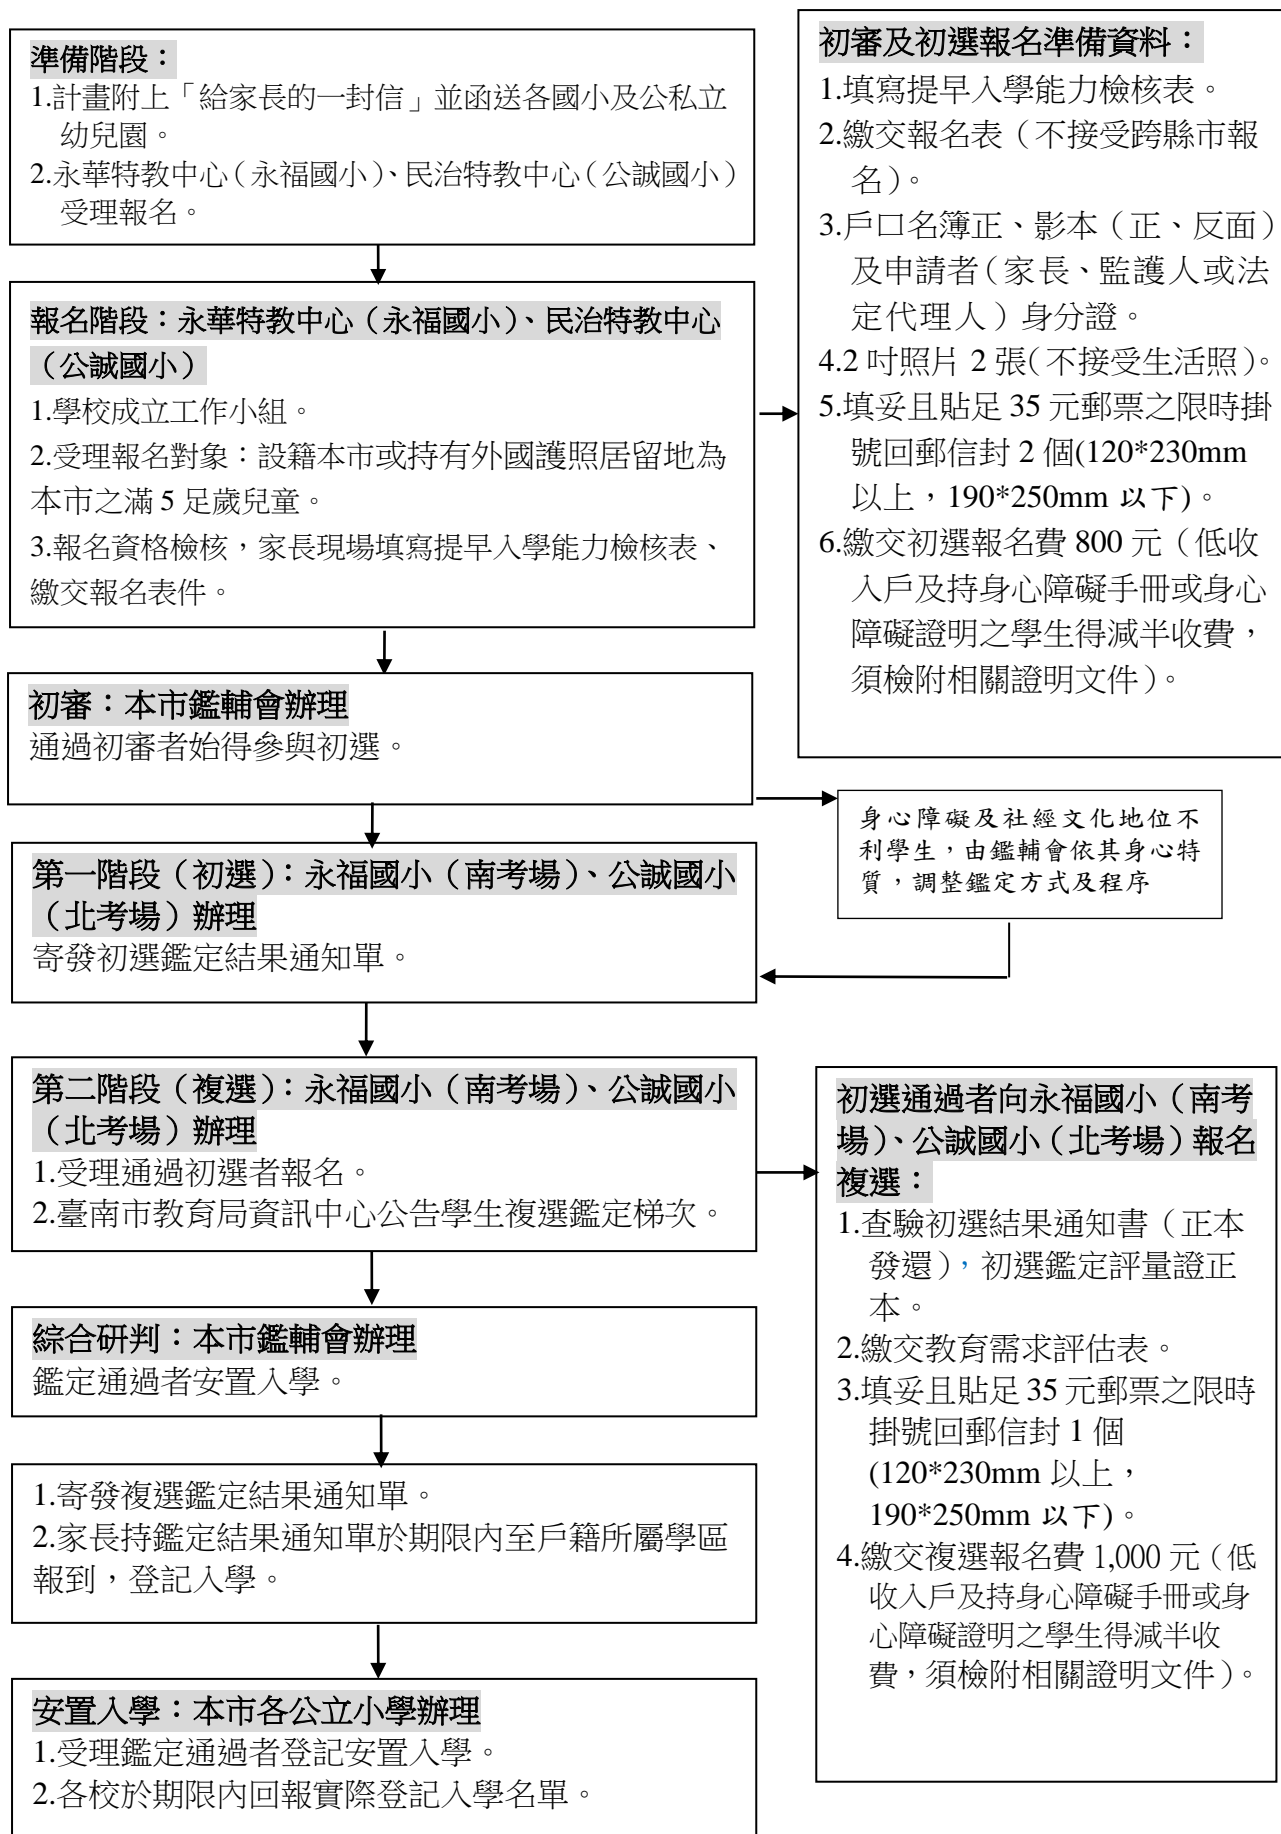 準備階段：
1.計畫附上「給家長的一封信」並函送各國小及公私立
幼兒園。
2.永華特教中心（永福國小）、民治特教中心（公誠國小）
受理報名。
報名階段：永華特教中心（永福國小）、民治特教中心
（公誠國小）
1.學校成立工作小組。
2.受理報名對象：設籍本市或持有外國護照居留地為
本市之滿 5 足歲兒童。
3.報名資格檢核，家長現場填寫提早入學能力檢核表、
繳交報名表件。
初審及初選報名準備資料：
1.填寫提早入學能力檢核表。
2.繳交報名表（不接受跨縣市報
名）。
3.戶口名簿正、影本（正、反面）
及申請者（家長、監護人或法
定代理人）身分證。
4.2 吋照片 2 張（不接受生活照）。
5.填妥且貼足 35 元郵票之限時掛
號回郵信封 2 個(120*230mm
以上，190*250mm 以下)。
6.繳交初選報名費 800 元（低收
入戶及持身心障礙手冊或身心
障礙證明之學生得減半收費，
須檢附相關證明文件）。
初審：本市鑑輔會辦理
通過初審者始得參與初選。
身心障礙及社經文化地位不
利學生，由鑑輔會依其身心特
質，調整鑑定方式及程序
第一階段（初選）：永福國小（南考場）、公誠國小
（北考場）辦理
寄發初選鑑定結果通知單。
第二階段（複選）：永福國小（南考場）、公誠國小
（北考場）辦理
1.受理通過初選者報名。
2.臺南市教育局資訊中心公告學生複選鑑定梯次。
初選通過者向永福國小（南考
場）、公誠國小（北考場）報名
複選：
1.查驗初選結果通知書（正本
發還），初選鑑定評量證正
本。
2.繳交教育需求評估表。
3.填妥且貼足 35 元郵票之限時
掛號回郵信封 1 個
(120*230mm 以上，
190*250mm 以下)。
4.繳交複選報名費 1,000 元（低
收入戶及持身心障礙手冊或身
心障礙證明之學生得減半收
費，須檢附相關證明文件）。
綜合研判：本市鑑輔會辦理
鑑定通過者安置入學。
1.寄發複選鑑定結果通知單。
2.家長持鑑定結果通知單於期限內至戶籍所屬學區
報到，登記入學。
安置入學：本市各公立小學辦理
1.受理鑑定通過者登記安置入學。
2.各校於期限內回報實際登記入學名單。